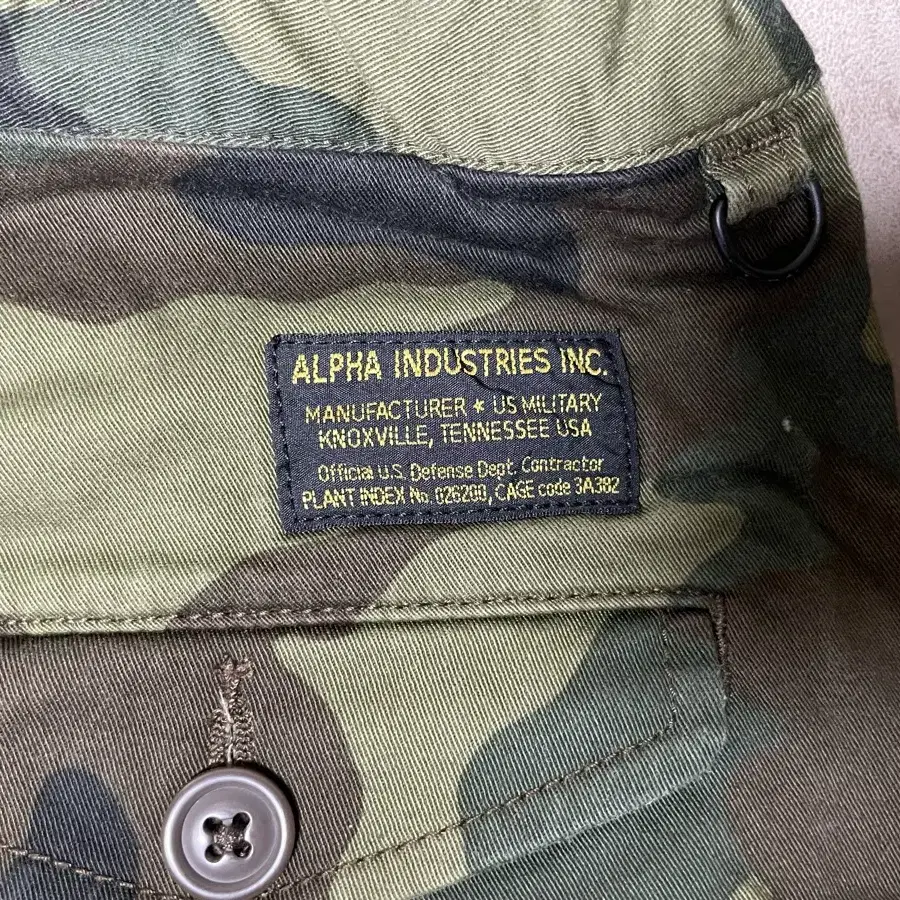 ALPHA INDUSTRIES INC.
MANUFACTURER ★ US MILITARY
KNOXVILLE, TENNESSEE USA
Official U.S. Defense Dept. Contractor
PLANT INDEX No. 026200, CAGE code 3A382